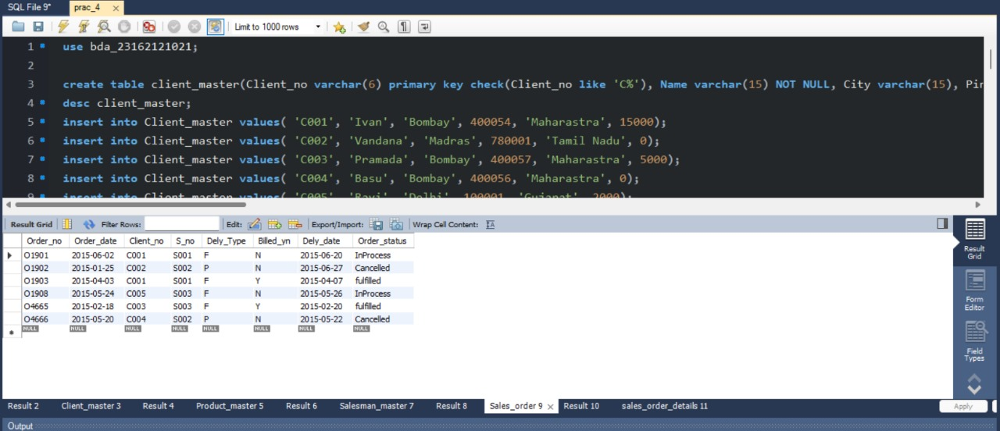 SQL File 9* prac_4 ×
Limit to 1000 rows
1 use bda_23162121021;
2
3 create table client_master(Client_no varchar(6) primary key check(Client_no like 'C%'), Name varchar(15) NOT NULL, City varchar(15), Pin
4 desc client_master;
5 insert into Client_master values( 'C001', 'Ivan', 'Bombay', 400054, 'Maharastra', 15000);
6 insert into Client_master values( 'C002', 'Vandana', 'Madras', 780001, 'Tamil Nadu', 0);
7 insert into Client_master values( 'C003', 'Pramada', 'Bombay', 400057, 'Maharastra', 5000);
8 insert into Client_master values( 'C004', 'Basu', 'Bombay', 400056, 'Maharastra', 0);
9 insert into Client_master values( 'C005', 'Ravi', 'Delhi', 100001, 'Gujarat', 2000);
Result Grid Filter Rows: Edit: Export/Import: Wrap Cell Content: IA
Order_no Order_date Client_no S_no Dely_Type Billed_yn Dely_date Order_status
O1901 2015-06-02 C001 S001 F N 2015-06-20 InProcess
O1902 2015-01-25 C002 S002 P N 2015-06-27 Cancelled
O1903 2015-04-03 C001 S001 F Y 2015-04-07 fulfilled
O1908 2015-05-24 C005 S003 F N 2015-05-26 InProcess
O4665 2015-02-18 C003 S003 F Y 2015-02-20 fulfilled
O4666 2015-05-20 C004 S002 P N 2015-05-22 Cancelled
NULL NULL NULL NULL NULL NULL NULL NULL
Result
Grid
Form
Editor
Field
Types
Result 2 Client_master 3 Result 4 Product_master 5 Result 6 Salesman_master 7 Result 8 Sales_order 9 × Result 10 sales_order_details 11 Apply
Output